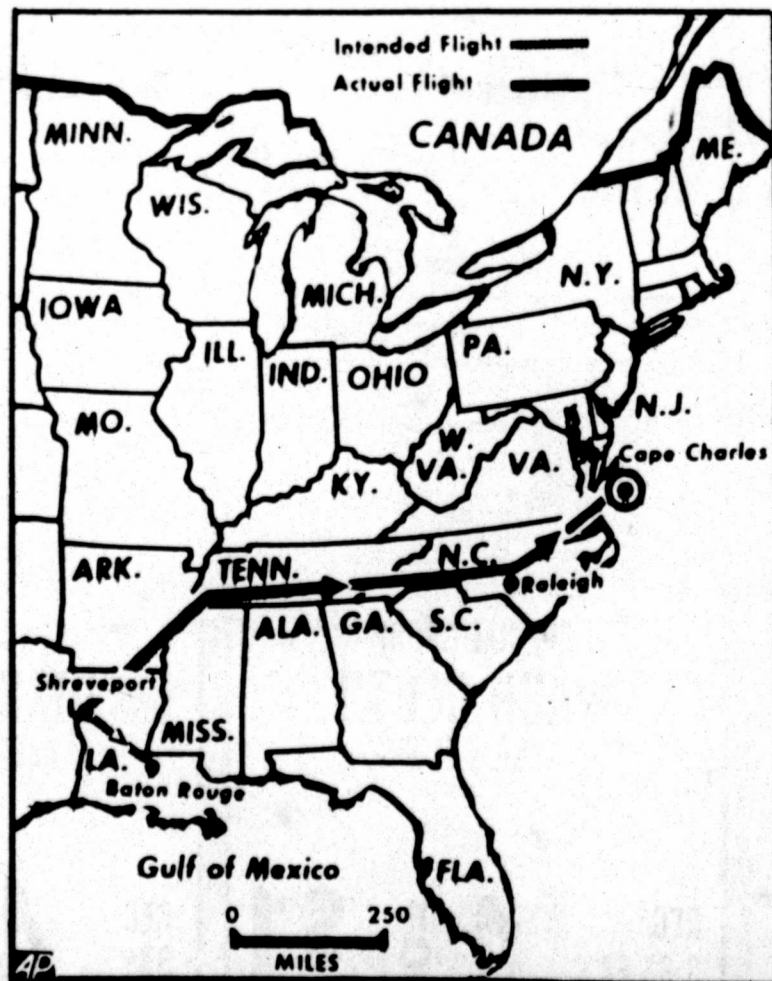 Intended Flight
Actual Flight
CANADA
MINN.
ME.
WIS.
N.Y.
MICH.
IOWA
PA.
ILL.
IND.
OHIO
N.J.
MO.
W.
VA.
VA.
Cape Charles
KY.
N.C.
ARK.
TENN.
Raleigh
ALA.
GA.
S.C.
Shreveport
MISS.
LA.
Baton Rouge
Gulf of Mexico
FLA.
0 250
MILES
AP